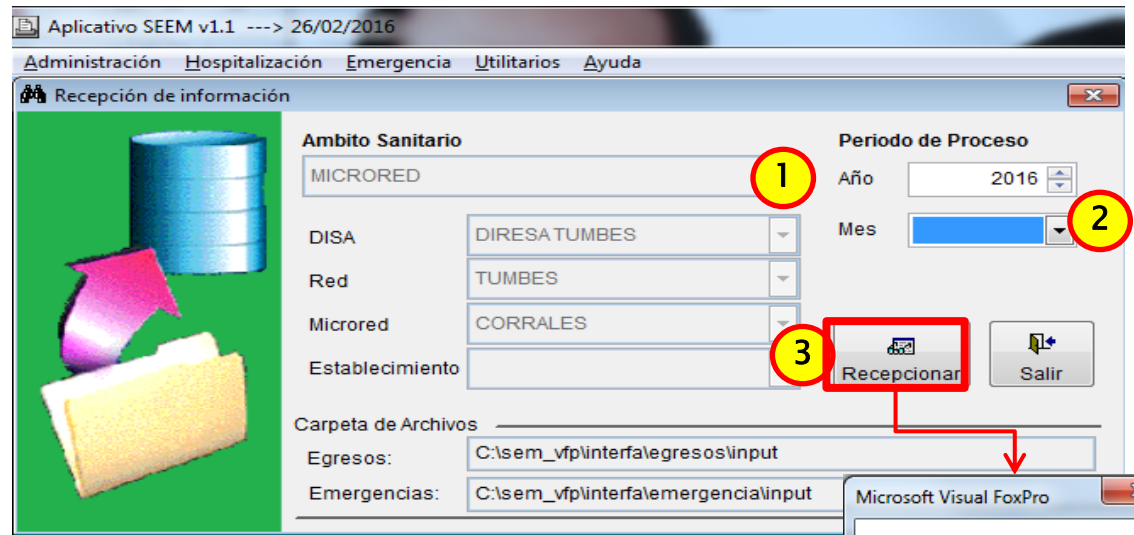 Aplicativo SEEM v1.1 ---> 26/02/2016
Administración Hospitalización Emergencia Utilitarios Ayuda
Recepción de información
Ambito Sanitario
MICRORED
1
Periodo de Proceso
Año 2016
Mes
2
DISA DIRESA TUMBES
Red TUMBES
Microred CORRALES
Establecimiento
3
Recepcionar
Salir
Carpeta de Archivos
Egresos: C:\sem_vfp\interfa\egresos\input
Emergencias: C:\sem_vfp\interfa\emergencia\input
Microsoft Visual FoxPro